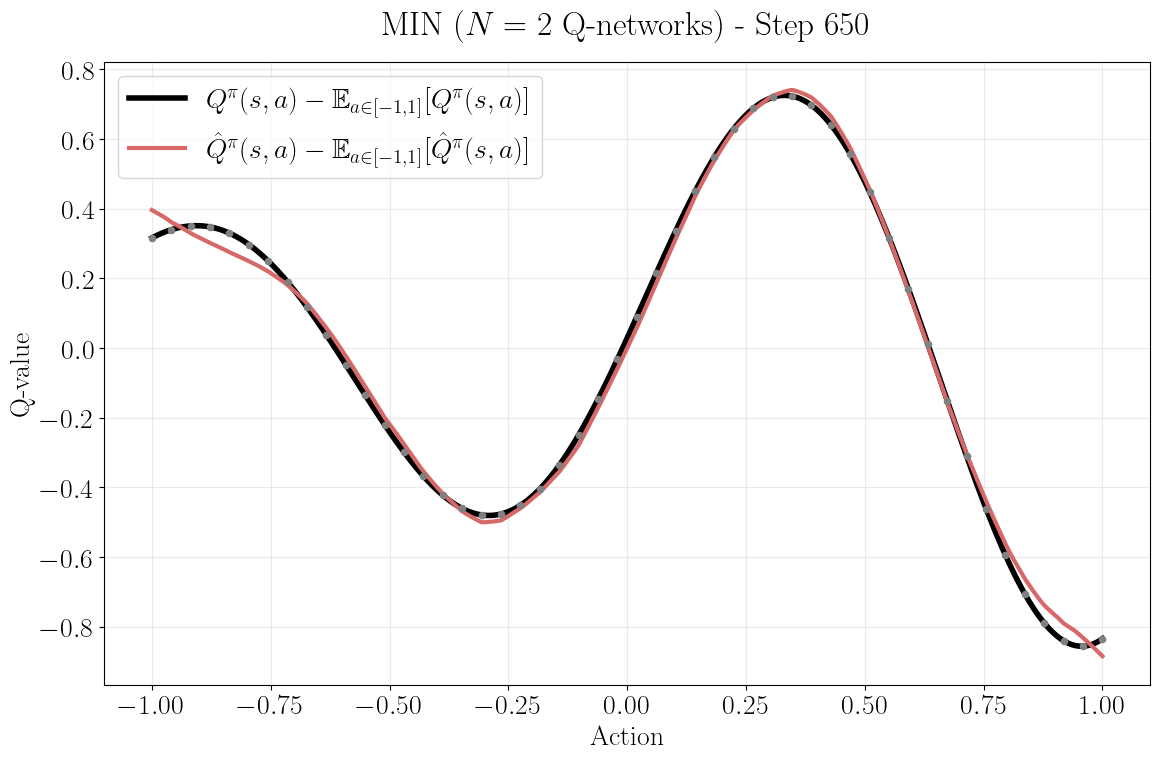 MIN (N = 2 Q-networks) - Step 650
Q^π(s, a) − 𝔼_{a∈[−1,1]}[Q^π(s, a)]
Q̂^π(s, a) − 𝔼_{a∈[−1,1]}[Q̂^π(s, a)]
0.8
0.6
0.4
0.2
0.0
−0.2
−0.4
−0.6
−0.8
Q-value
−1.00 −0.75 −0.50 −0.25 0.00 0.25 0.50 0.75 1.00
Action